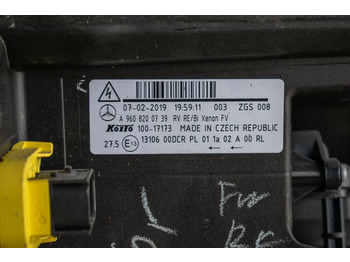 07-02-2019 19:59:11 003 ZGS 008
A 960 820 07 39 RV RE/Bi Xenon FV
100-17173 MADE IN CZECH REPUBLIC
27.5 E13 13106 00DCR PL 01 1a 02 A 00 RL